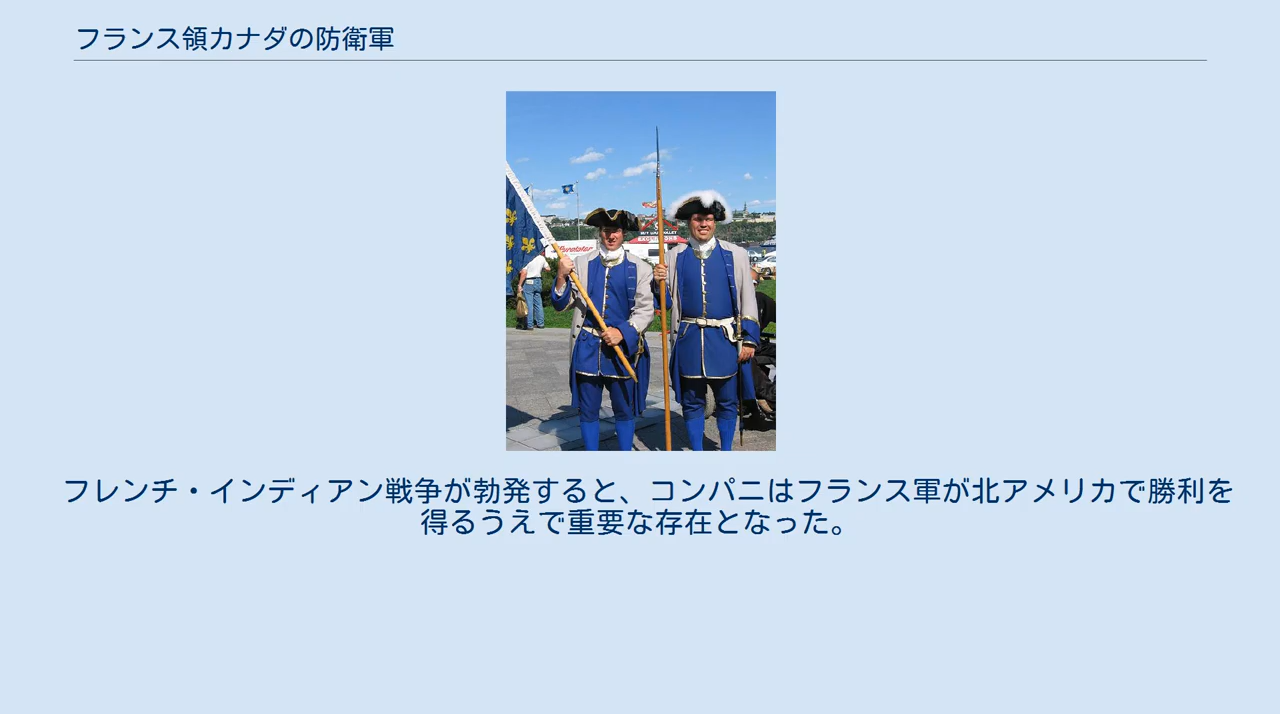 フランス領カナダの防衛軍
フレンチ・インディアン戦争が勃発すると、コンパニはフランス軍が北アメリカで勝利を
得るうえで重要な存在となった。